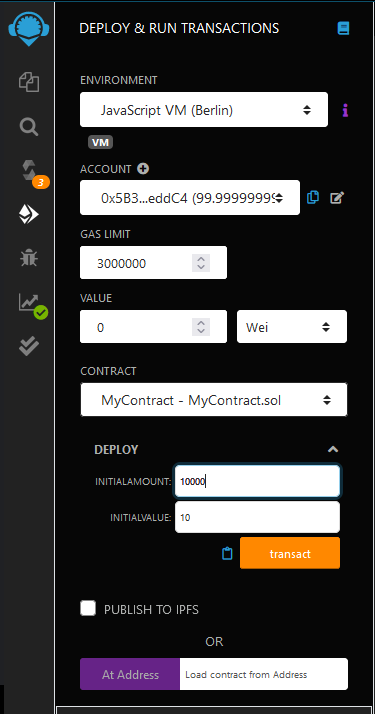 DEPLOY & RUN TRANSACTIONS
ENVIRONMENT
JavaScript VM (Berlin)
VM
ACCOUNT
0x5B3...eddC4 (99.99999999
3
GAS LIMIT
3000000
VALUE
0 Wei
CONTRACT
MyContract - MyContract.sol
DEPLOY
INITIALAMOUNT: 10000
INITIALVALUE: 10
transact
PUBLISH TO IPFS
OR
At Address Load contract from Address